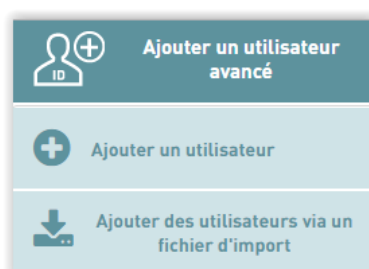 Ajouter un utilisateur
avancé
ID
Ajouter un utilisateur
Ajouter des utilisateurs via un
fichier d'import